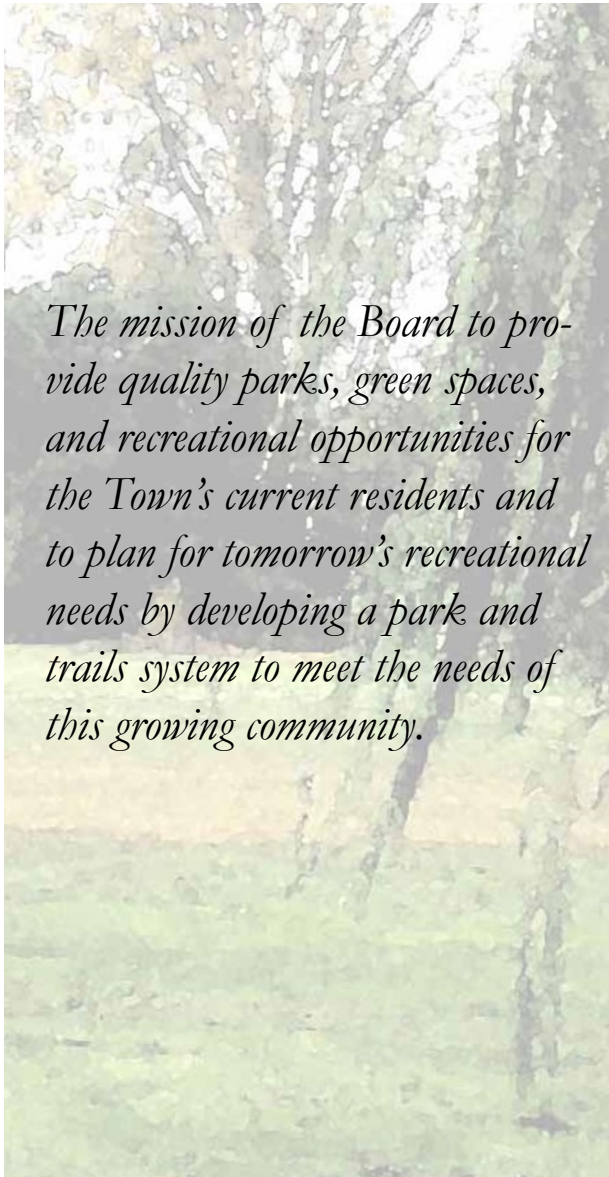 The mission of the Board to pro-
vide quality parks, green spaces,
and recreational opportunities for
the Town’s current residents and
to plan for tomorrow’s recreational
needs by developing a park and
trails system to meet the needs of
this growing community.